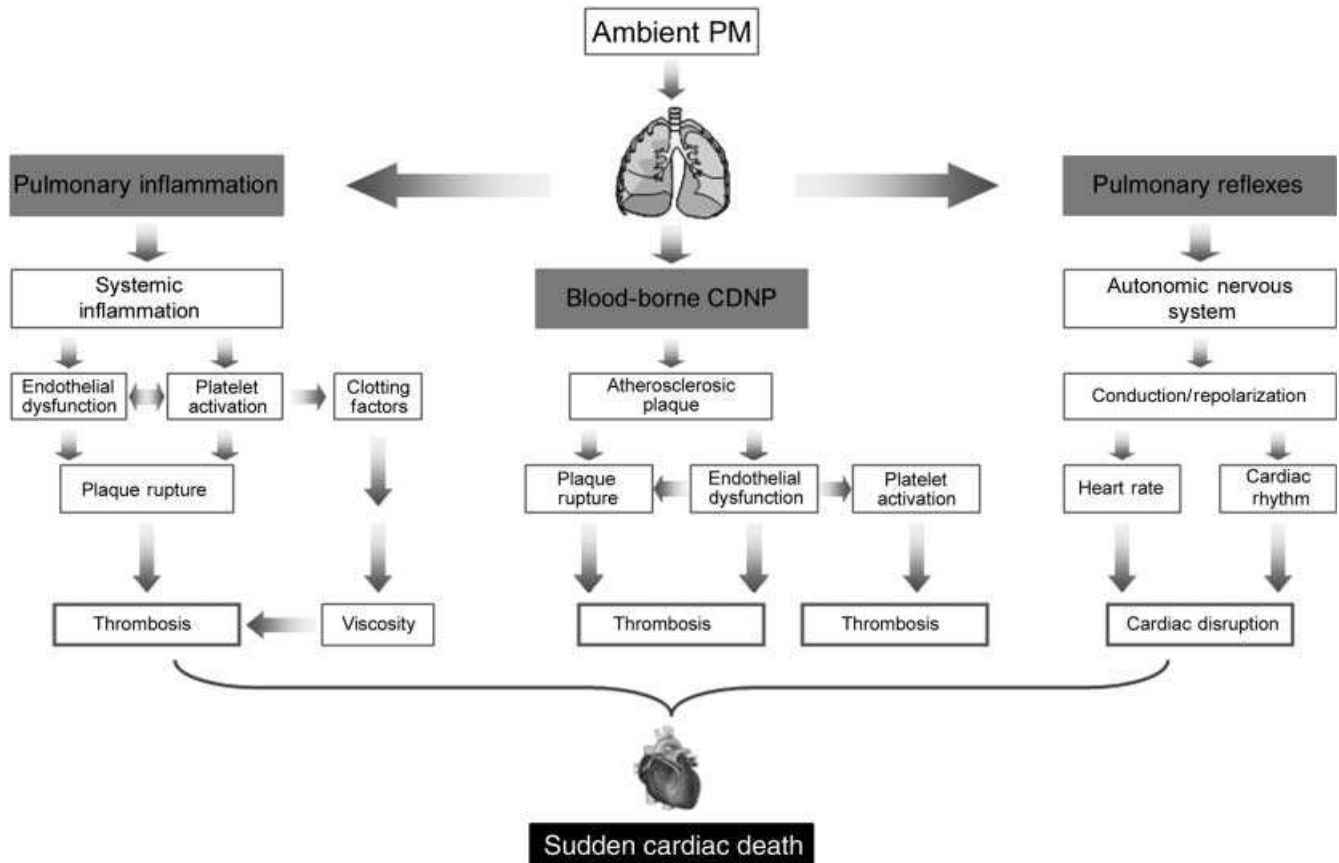 Ambient PM
Pulmonary inflammation
Pulmonary reflexes
Systemic
inflammation
Blood-borne CDNP
Autonomic nervous
system
Endothelial
dysfunction
Platelet
activation
Clotting
factors
Atherosclerosic
plaque
Conduction/repolarization
Plaque rupture
Plaque
rupture
Endothelial
dysfunction
Platelet
activation
Heart rate
Cardiac
rhythm
Thrombosis
Viscosity
Thrombosis
Thrombosis
Cardiac disruption
Sudden cardiac death